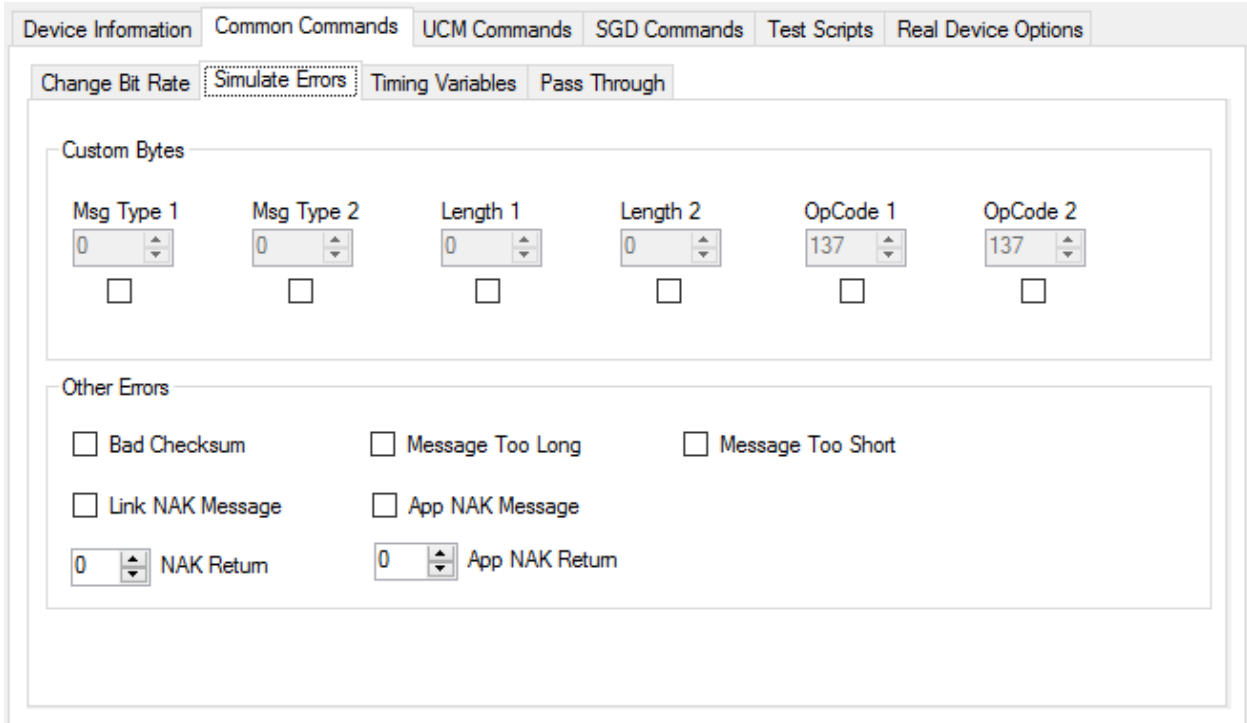 Device Information Common Commands UCM Commands SGD Commands Test Scripts Real Device Options
Change Bit Rate Simulate Errors Timing Variables Pass Through
Custom Bytes
Msg Type 1 Msg Type 2 Length 1 Length 2 OpCode 1 OpCode 2
0 0 0 0 137 137
Other Errors
Bad Checksum Message Too Long Message Too Short
Link NAK Message App NAK Message
0 NAK Return 0 App NAK Return